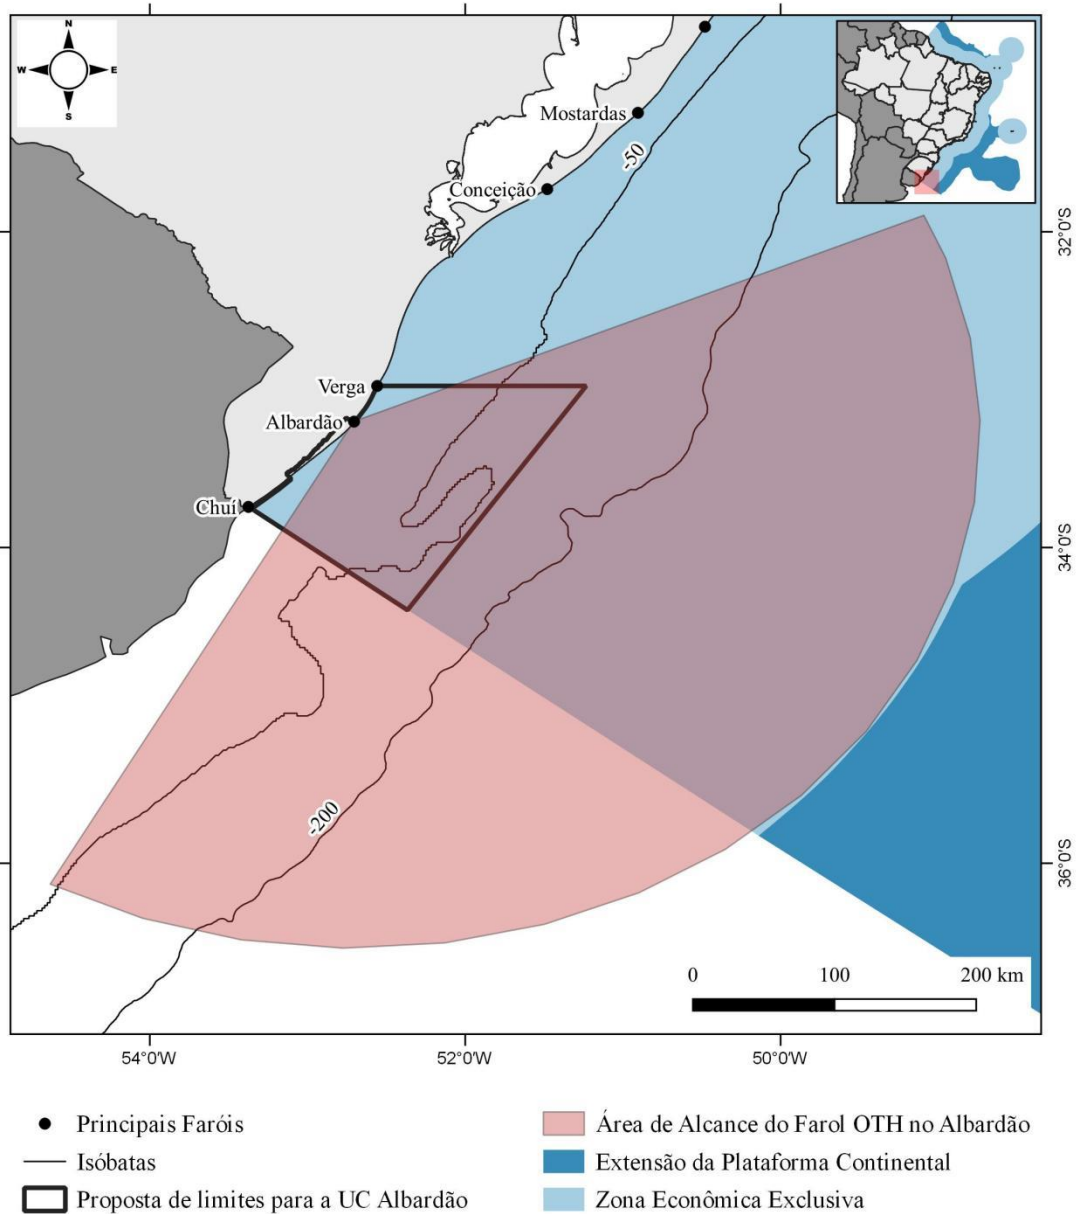 N
W
E
S
Mostardas
-50
Conceição
32°0'S
Verga
Albardão
Chuí
34°0'S
-200
36°0'S
0 100 200 km
54°0'W 52°0'W 50°0'W
Principais Faróis
Isóbatas
Proposta de limites para a UC Albardão
Área de Alcance do Farol OTH no Albardão
Extensão da Plataforma Continental
Zona Econômica Exclusiva